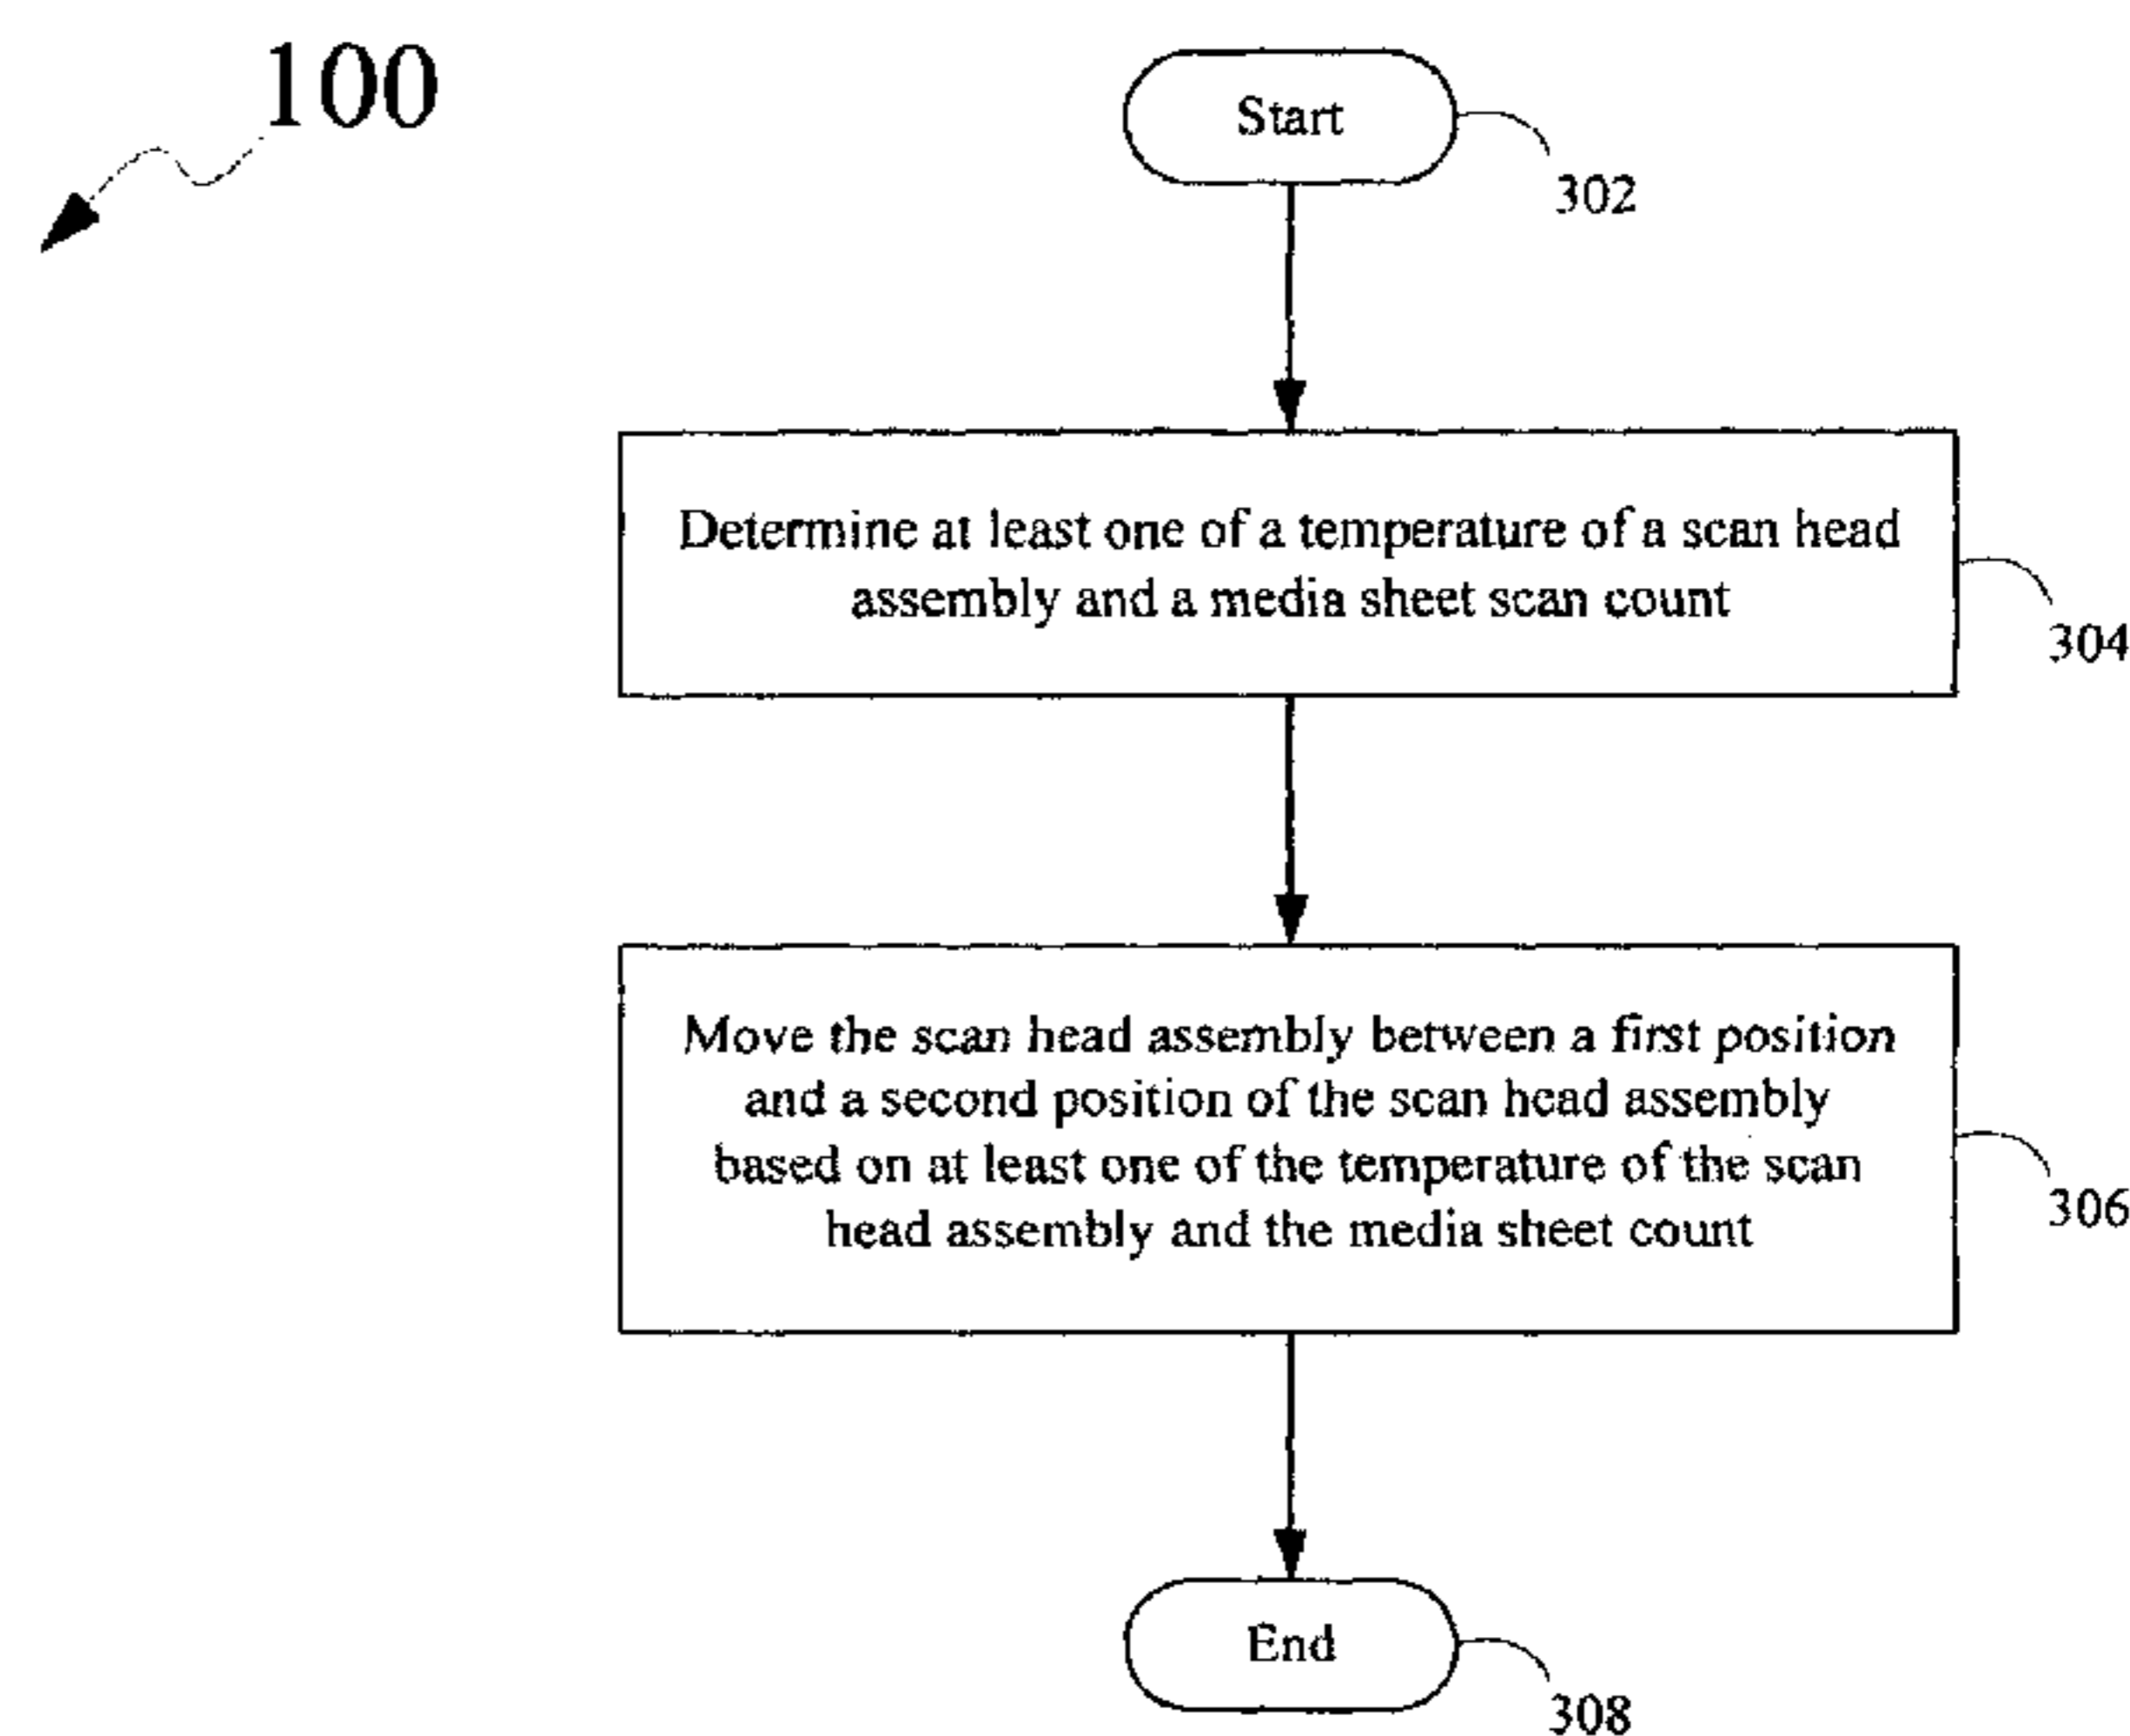 100
Start
302
Determine at least one of a temperature of a scan head
assembly and a media sheet scan count
304
Move the scan head assembly between a first position
and a second position of the scan head assembly
based on at least one of the temperature of the scan
head assembly and the media sheet count
306
End
308